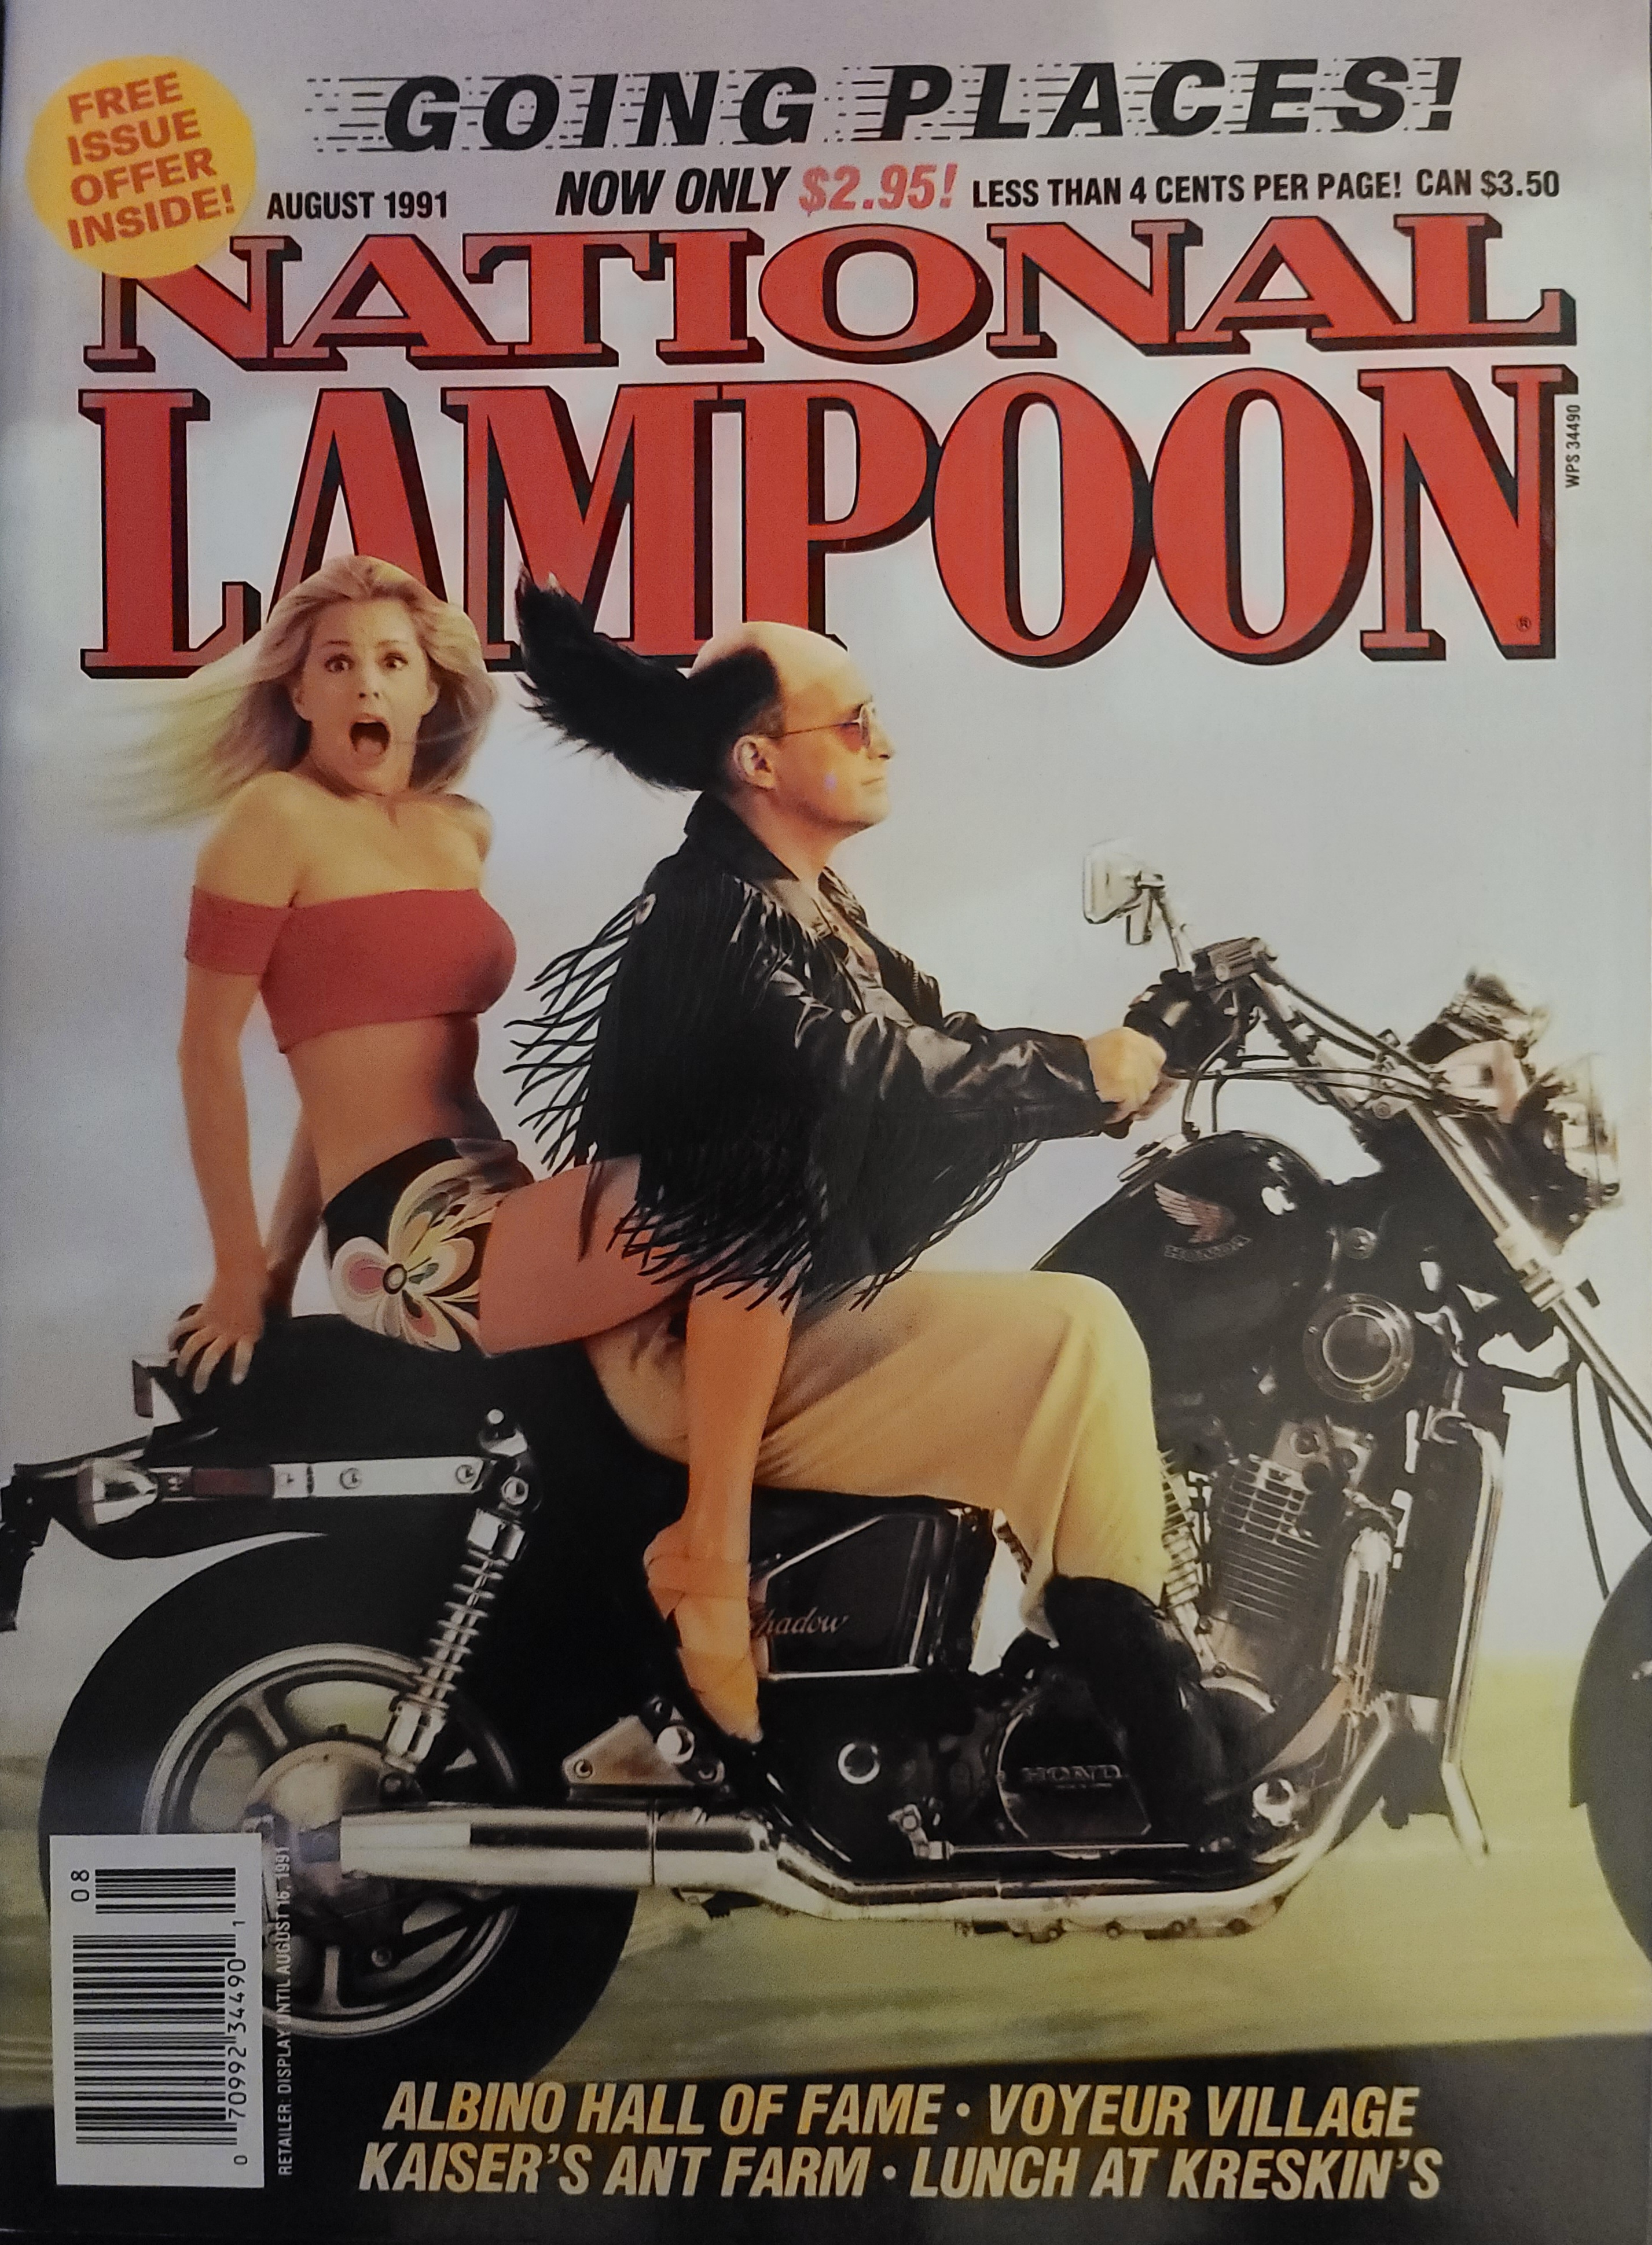 FREE
ISSUE
OFFER
INSIDE!
GOING PLACES!
AUGUST 1991
NOW ONLY $2.95! LESS THAN 4 CENTS PER PAGE! CAN $3.50
NATIONAL
LAMPOON®
WPS 34490
HONDA
Shadow
HONDA
08
0 70992 34490 1
RETAILER: DISPLAY UNTIL AUGUST 16, 1991
ALBINO HALL OF FAME • VOYEUR VILLAGE
KAISER'S ANT FARM • LUNCH AT KRESKIN'S